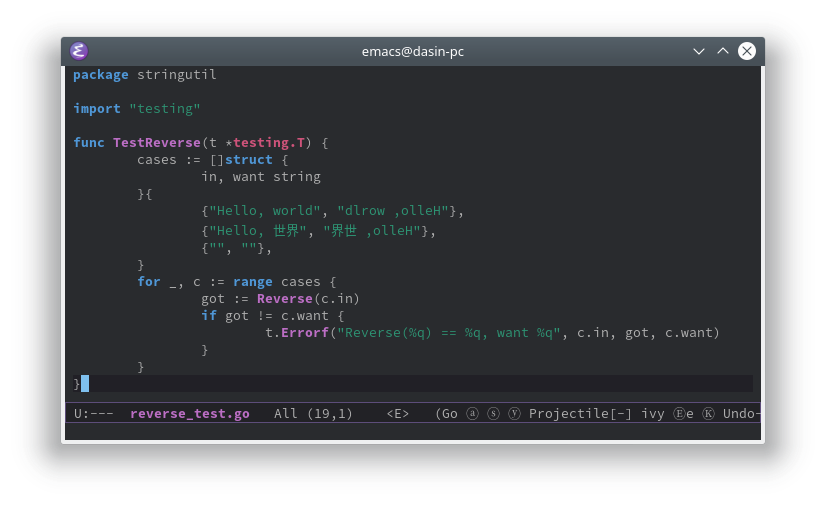 emacs@dasin-pc
package stringutil
import "testing"
func TestReverse(t *testing.T) {
cases := []struct {
in, want string
}{
{"Hello, world", "dlrow ,olleH"},
{"Hello, 世界", "界世 ,olleH"},
{"", ""},
}
for _, c := range cases {
got := Reverse(c.in)
if got != c.want {
t.Errorf("Reverse(%q) == %q, want %q", c.in, got, c.want)
}
}
}
U:--- reverse_test.go All (19,1) <E> (Go ⓐ ⓢ ⓨ Projectile[-] ivy Ⓔe Ⓚ Undo-